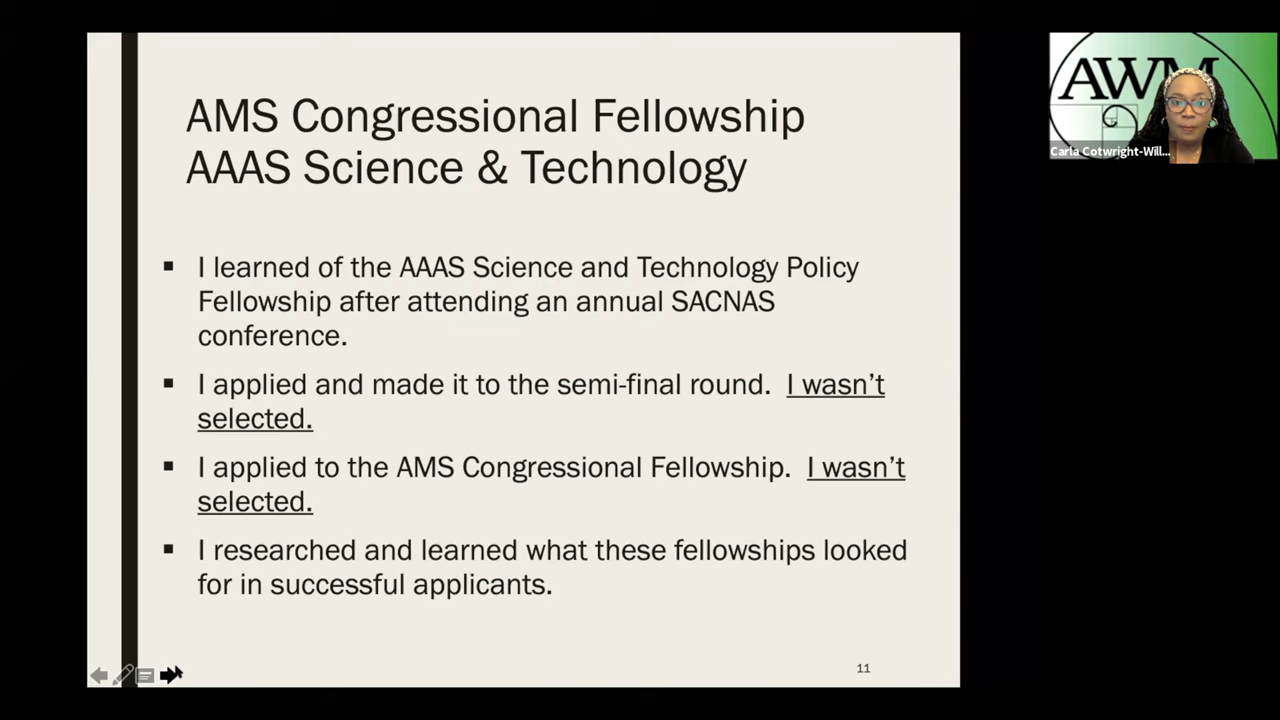 AMS Congressional Fellowship
AAAS Science & Technology
▪ I learned of the AAAS Science and Technology Policy
Fellowship after attending an annual SACNAS
conference.
▪ I applied and made it to the semi-final round. I wasn't
selected.
▪ I applied to the AMS Congressional Fellowship. I wasn't
selected.
▪ I researched and learned what these fellowships looked
for in successful applicants.
11
AWM
Carla Cotwright-Will...